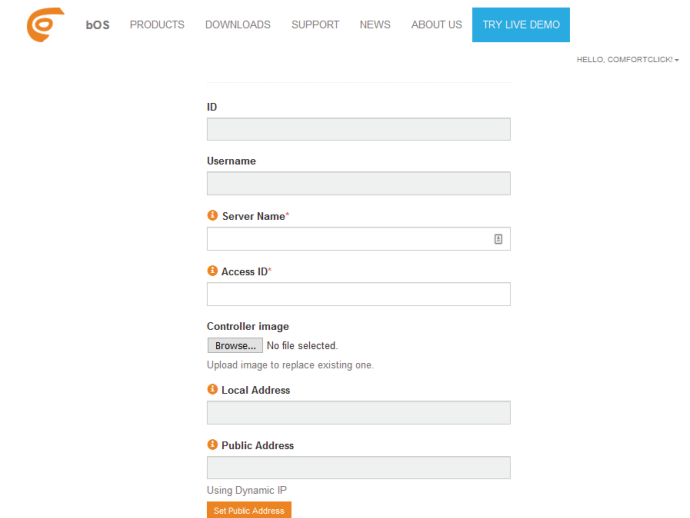 bOS PRODUCTS DOWNLOADS SUPPORT NEWS ABOUT US TRY LIVE DEMO
HELLO, COMFORTCLICK!
ID
Username
Server Name*
Access ID*
Controller image
Browse... No file selected.
Upload image to replace existing one.
Local Address
Public Address
Using Dynamic IP
Set Public Address